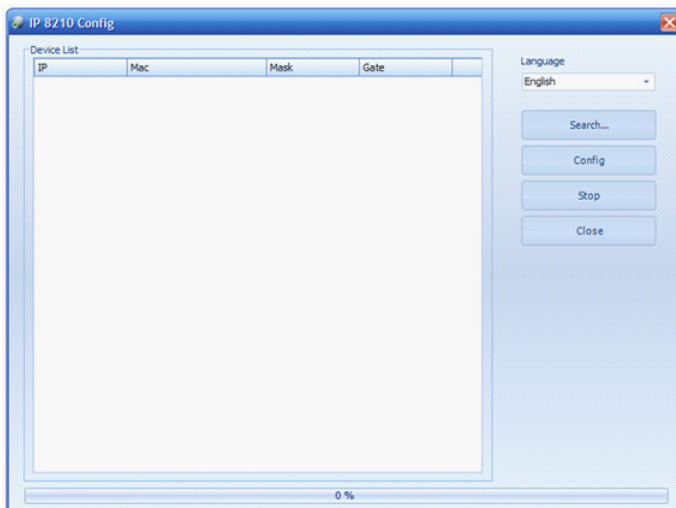 IP 8210 Config
Device List
IP Mac Mask Gate
Language
English
Search...
Config
Stop
Close
0 %